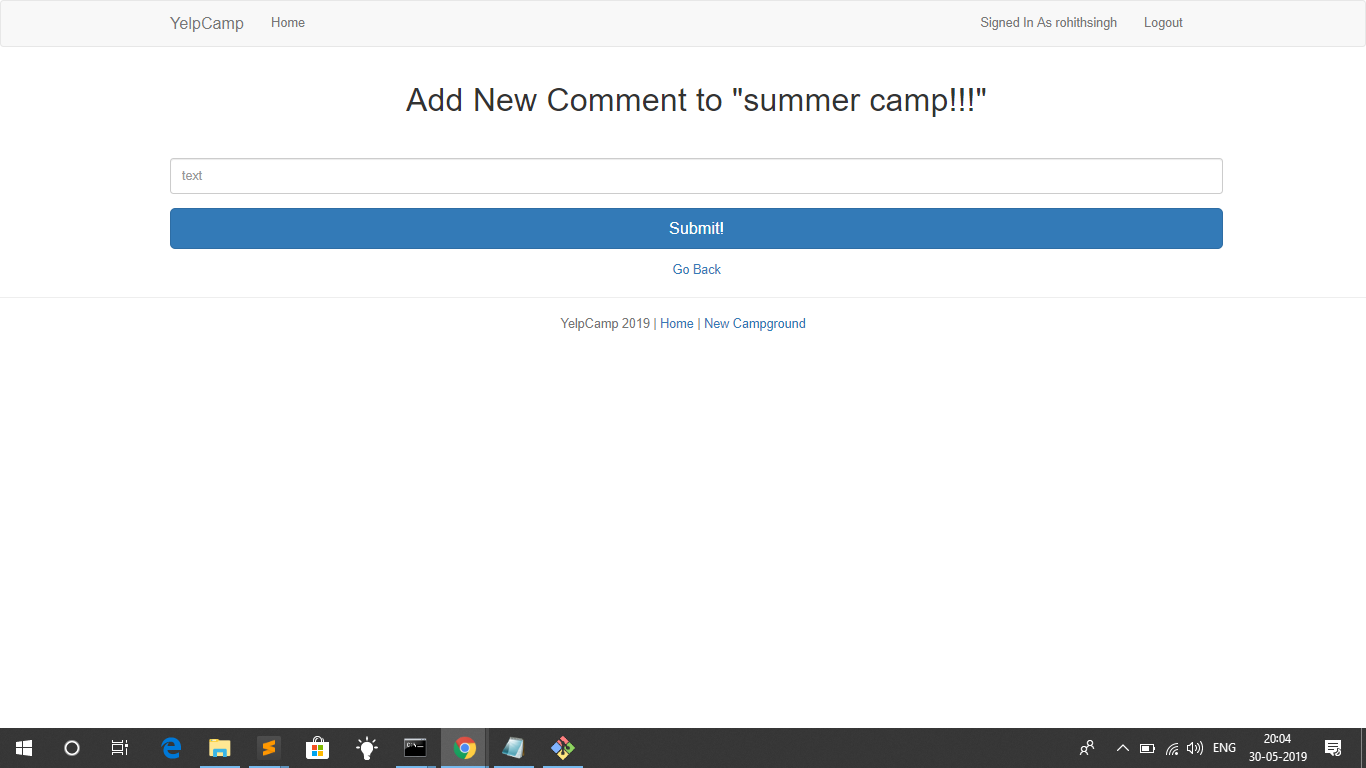 YelpCamp Home Signed In As rohithsingh Logout
Add New Comment to "summer camp!!!"
text
Submit!
Go Back
YelpCamp 2019 | Home | New Campground
ENG 20:04
30-05-2019